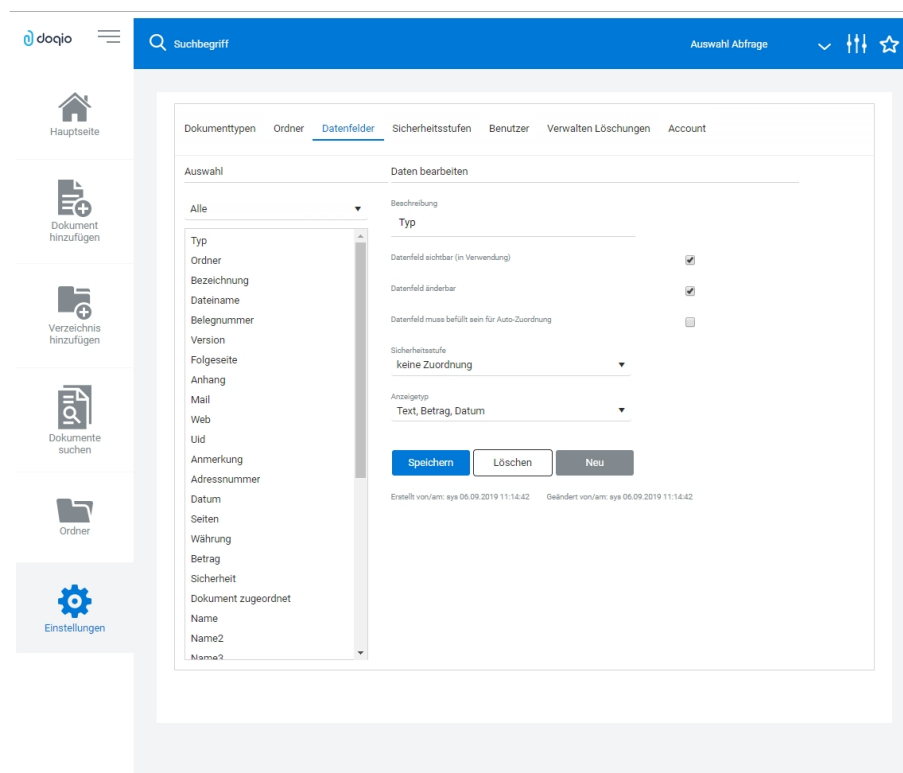 doqio
Suchbegriff
Auswahl Abfrage
Hauptseite
Dokument
hinzufügen
Verzeichnis
hinzufügen
Dokumente
suchen
Ordner
Einstellungen
Dokumenttypen Ordner Datenfelder Sicherheitsstufen Benutzer Verwalten Löschungen Account
Auswahl
Alle
Typ
Ordner
Bezeichnung
Dateiname
Belegnummer
Version
Folgeseite
Anhang
Mail
Web
Uid
Anmerkung
Adressnummer
Datum
Seiten
Währung
Betrag
Sicherheit
Dokument zugeordnet
Name
Name2
Name3
Daten bearbeiten
Beschreibung
Typ
Datenfeld sichtbar (in Verwendung)
Datenfeld änderbar
Datenfeld muss befüllt sein für Auto-Zuordnung
Sicherheitsstufe
keine Zuordnung
Anzeigetyp
Text, Betrag, Datum
Speichern Löschen Neu
Erstellt von/am: sys 06.09.2019 11:14:42 Geändert von/am: sys 06.09.2019 11:14:42